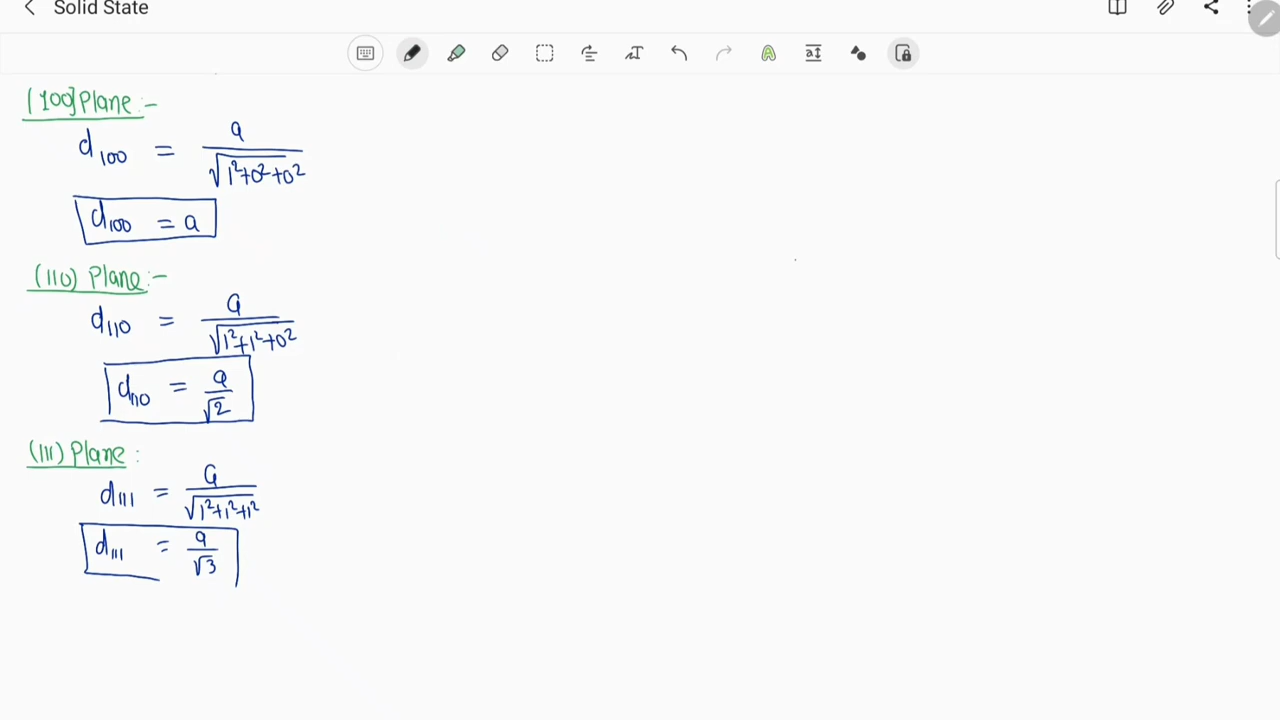 Solid State
[100] Plane :-
d₁₀₀ = a/√1²+0²+0²
d₁₀₀ = a
(110) Plane :-
d₁₁₀ = a/√1²+1²+0²
d₁₁₀ = a/√2
(111) Plane :
d₁₁₁ = a/√1²+1²+1²
d₁₁₁ = a/√3